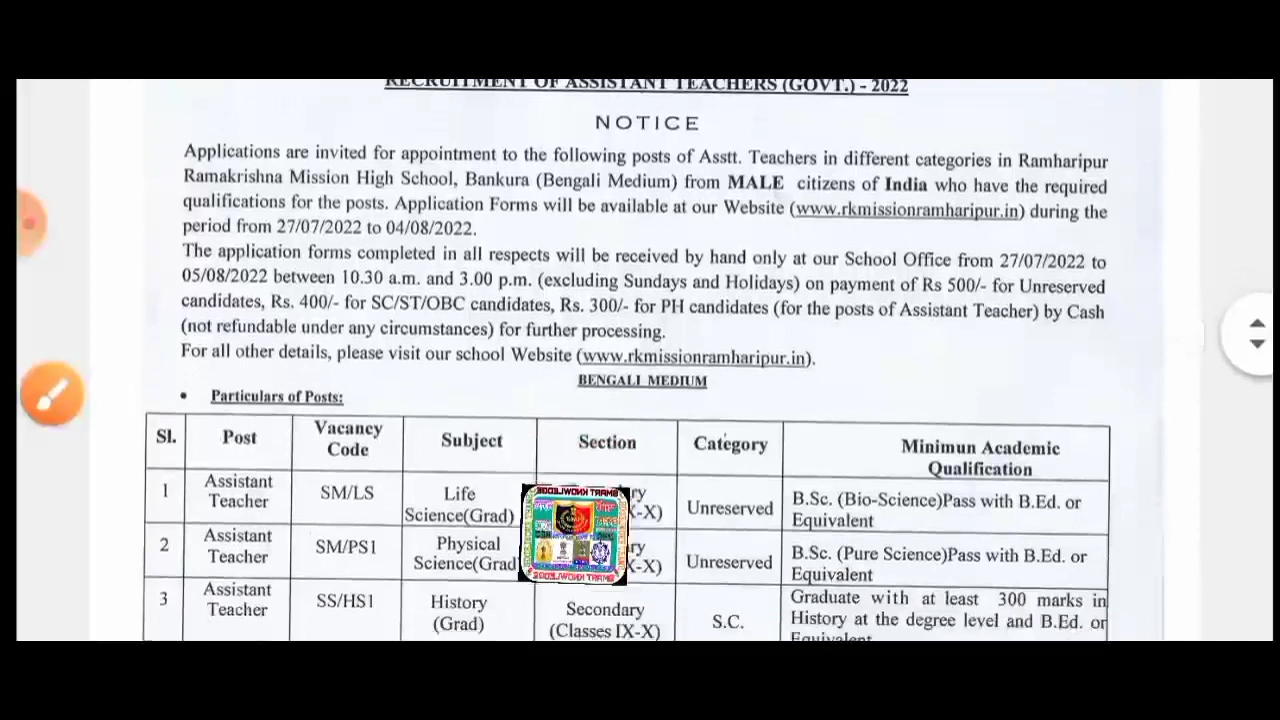 RECRUITMENT OF ASSISTANT TEACHERS (GOVT.) - 2022
NOTICE
Applications are invited for appointment to the following posts of Asstt. Teachers in different categories in Ramharipur
Ramakrishna Mission High School, Bankura (Bengali Medium) from MALE citizens of India who have the required
qualifications for the posts. Application Forms will be available at our Website (www.rkmissionramharipur.in) during the
period from 27/07/2022 to 04/08/2022.
The application forms completed in all respects will be received by hand only at our School Office from 27/07/2022 to
05/08/2022 between 10.30 a.m. and 3.00 p.m. (excluding Sundays and Holidays) on payment of Rs 500/- for Unreserved
candidates, Rs. 400/- for SC/ST/OBC candidates, Rs. 300/- for PH candidates (for the posts of Assistant Teacher) by Cash
(not refundable under any circumstances) for further processing.
For all other details, please visit our school Website (www.rkmissionramharipur.in).
BENGALI MEDIUM
• Particulars of Posts:
Sl. Post Vacancy Code Subject Section Category Minimun Academic Qualification
1 Assistant Teacher SM/LS Life Science(Grad) ry X-X) Unreserved B.Sc. (Bio-Science)Pass with B.Ed. or Equivalent
2 Assistant Teacher SM/PS1 Physical Science(Grad ry X-X) Unreserved B.Sc. (Pure Science)Pass with B.Ed. or Equivalent
3 Assistant Teacher SS/HS1 History (Grad) Secondary (Classes IX-X) S.C. Graduate with at least 300 marks in History at the degree level and B.Ed. or Equivalent